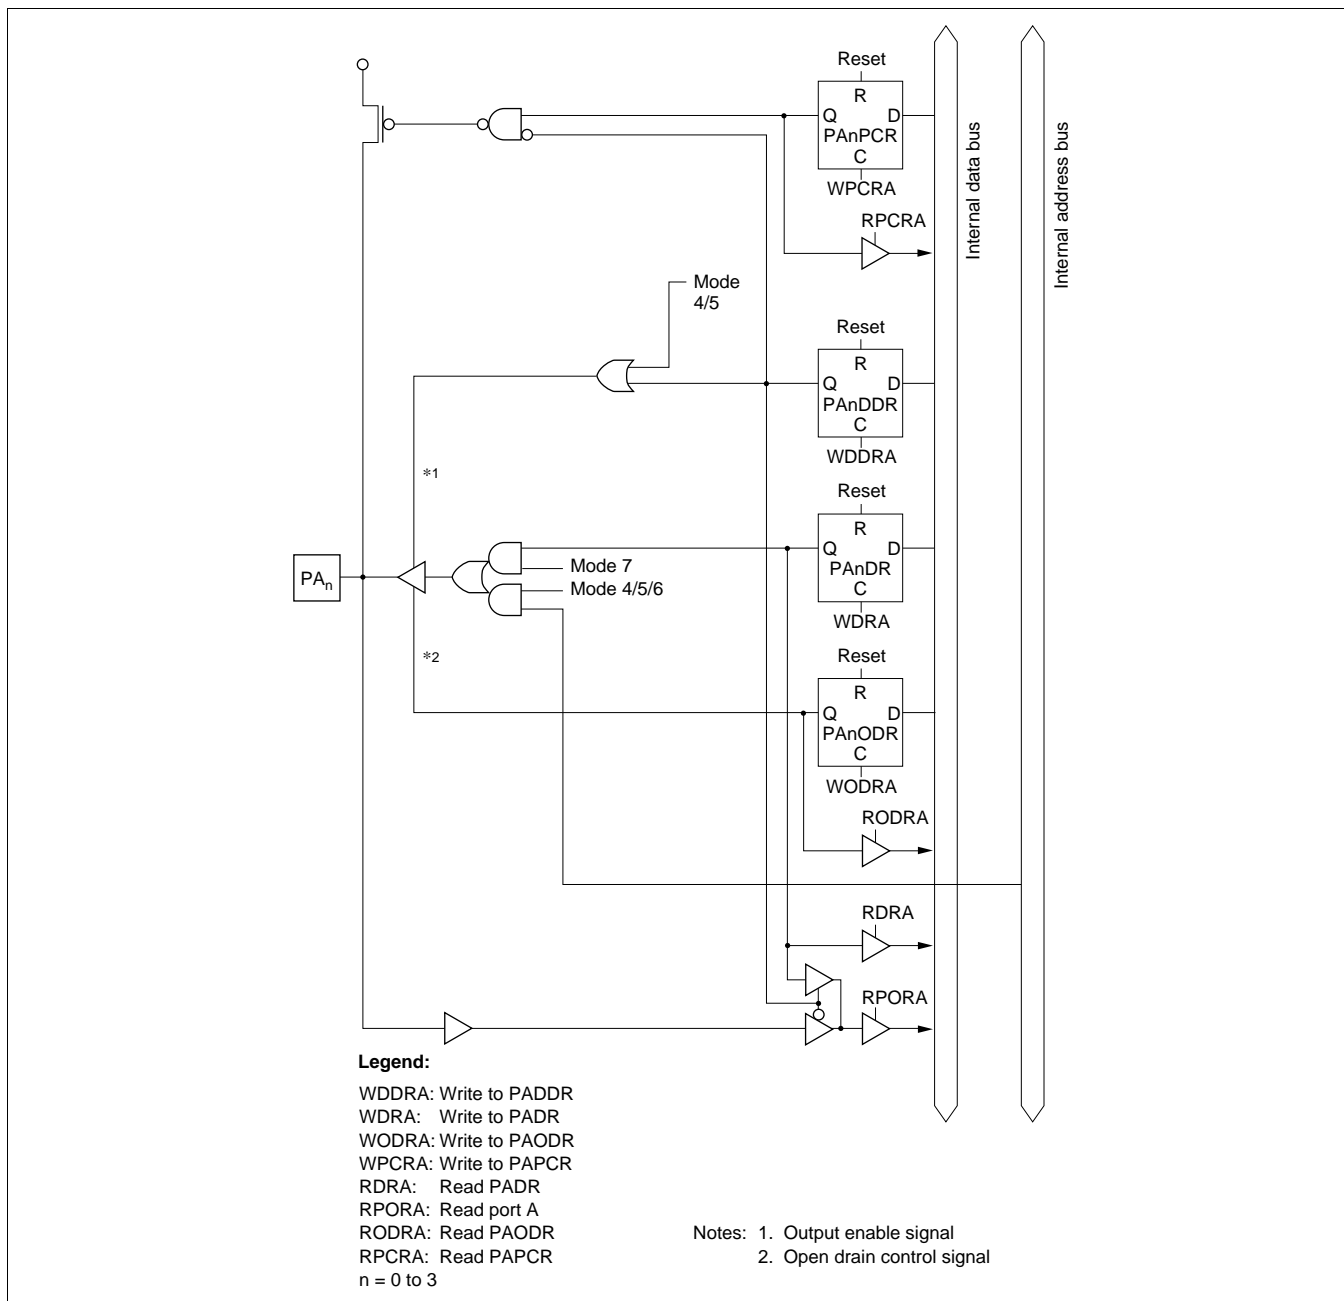 Reset
R
Q D
PAnPCR
C
WPCRA
RPCRA
Internal data bus
Internal address bus
Mode
4/5
Reset
R
Q D
PAnDDR
C
WDDRA
*1
Reset
R
Q D
PAnDR
C
WDRA
Mode 7
Mode 4/5/6
PAn
*2
Reset
R
Q D
PAnODR
C
WODRA
RODRA
RDRA
RPORA
Legend:
WDDRA: Write to PADDR
WDRA: Write to PADR
WODRA: Write to PAODR
WPCRA: Write to PAPCR
RDRA: Read PADR
RPORA: Read port A
RODRA: Read PAODR
RPCRA: Read PAPCR
n = 0 to 3
Notes: 1. Output enable signal
2. Open drain control signal